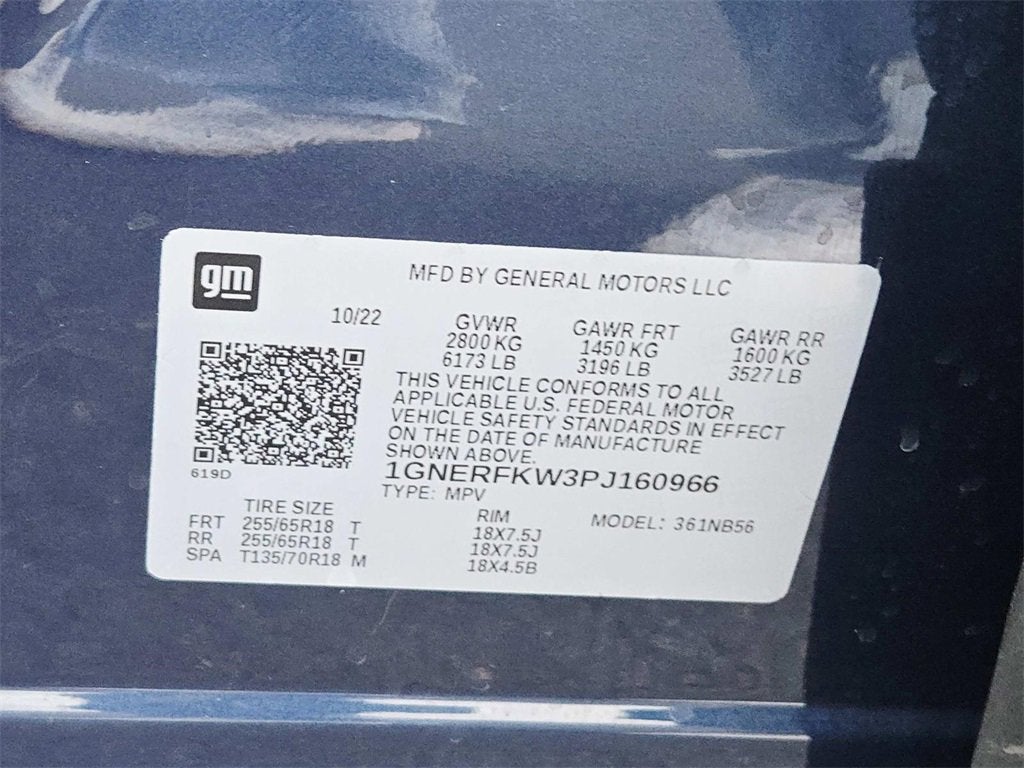 gm
MFD BY GENERAL MOTORS LLC
10/22 GVWR GAWR FRT GAWR RR
2800 KG 1450 KG 1600 KG
6173 LB 3196 LB 3527 LB
THIS VEHICLE CONFORMS TO ALL
APPLICABLE U.S. FEDERAL MOTOR
VEHICLE SAFETY STANDARDS IN EFFECT
ON THE DATE OF MANUFACTURE
SHOWN ABOVE.
619D
1GNERFKW3PJ160966
TYPE: MPV
TIRE SIZE RIM MODEL: 361NB56
FRT 255/65R18 T 18X7.5J
RR 255/65R18 T 18X7.5J
SPA T135/70R18 M 18X4.5B